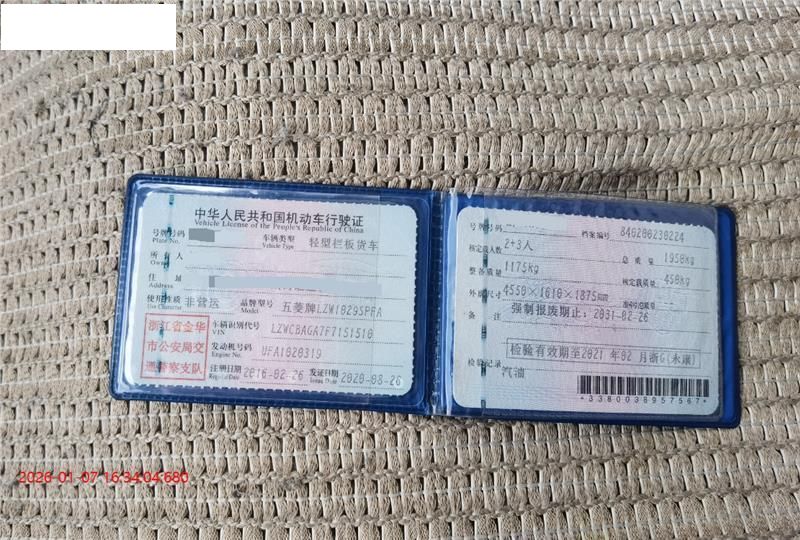 中华人民共和国机动车行驶证
Vehicle License of the People's Republic of China
号牌号码
Plate No.
车辆类型
Vehicle Type
轻型栏板货车
所有人
Owner
住址
Address
使用性质
Use Character
非营运
品牌型号
Model
五菱牌LZW1029SPFA
浙江省金华
市公安局交
通警察支队
车辆识别代号
VIN
LZWCBAGA7F7151510
发动机号码
Engine No.
UFA1020319
注册日期
Register Date
2016-02-26
发证日期
Issue Date
2020-08-26
号牌号码
档案编号
840200230224
核定载人数
2+3人
总质量
1950kg
整备质量
1175kg
核定载质量
450kg
外廓尺寸
4550×1610×1875
备注
强制报废期止：2031-02-26
检验记录
检验有效期至2021年02月浙G(永康)
汽油
*3380038957567*
2026-01-07 16:34:04:680